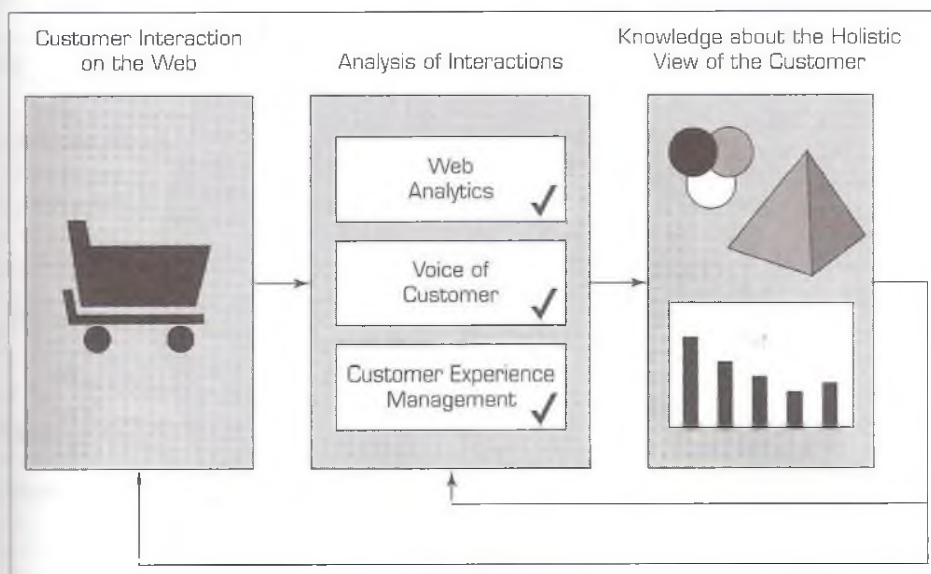 Customer Interaction
on the Web
Analysis of Interactions
Knowledge about the Holistic
View of the Customer
Web
Analytics
Voice of
Customer
Customer Experience
Management